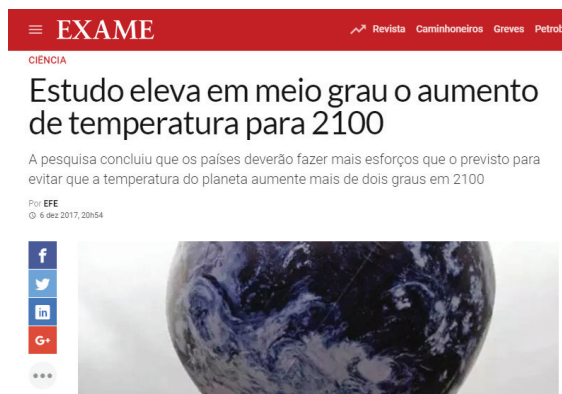 EXAME
Revista Caminhoneiros Greves Petrob
CIÊNCIA
Estudo eleva em meio grau o aumento
de temperatura para 2100
A pesquisa concluiu que os países deverão fazer mais esforços que o previsto para
evitar que a temperatura do planeta aumente mais de dois graus em 2100
Por EFE
6 dez 2017, 20h54
f
in
G+